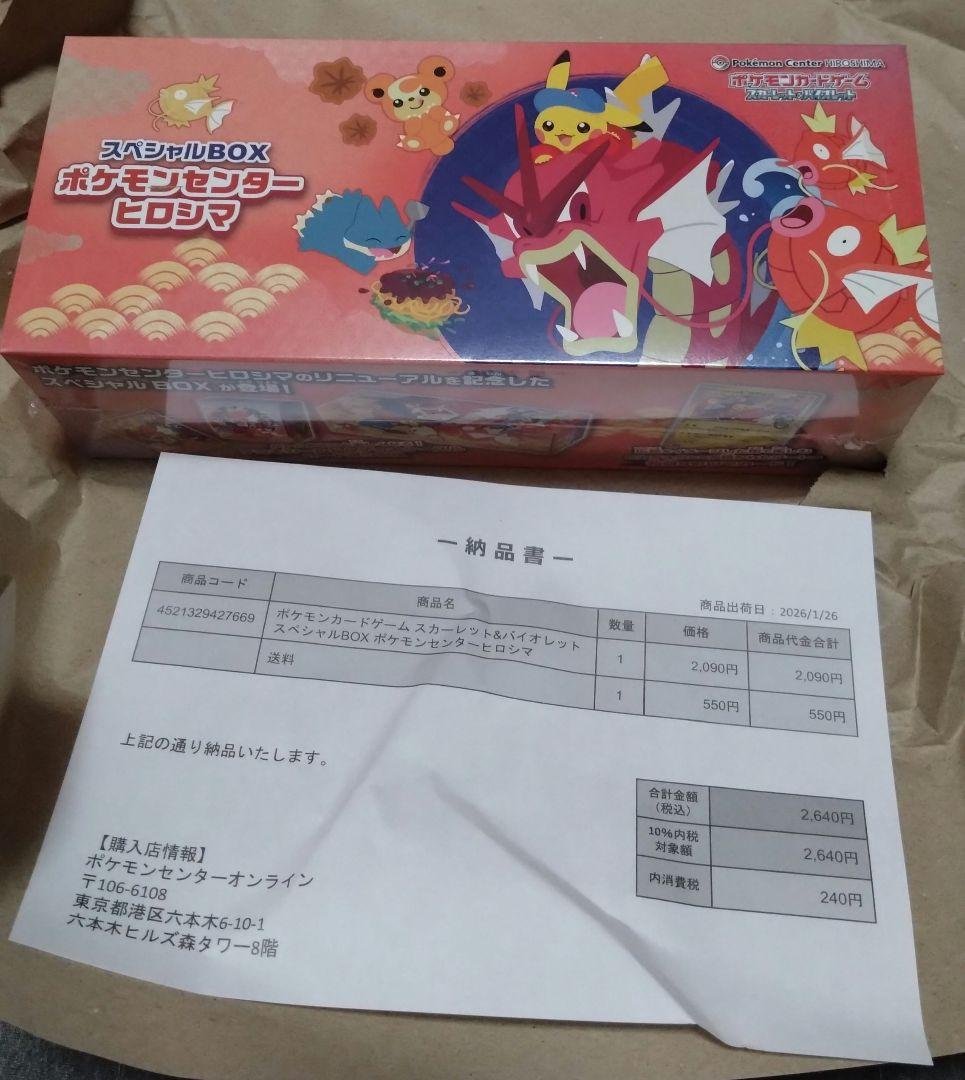 Pokémon Center HIROSHIMA
ポケモンカードゲーム
スカーレット&バイオレット
スペシャルBOX
ポケモンセンター
ヒロシマ
ポケモンセンターヒロシマのリニューアルを記念した
スペシャルBOXが登場！
ー納品書ー
商品出荷日：2026/1/26
商品コード 商品名 数量 価格 商品代金合計
4521329427669 ポケモンカードゲーム スカーレット&バイオレット
スペシャルBOX ポケモンセンターヒロシマ 1 2,090円 2,090円
送料 1 550円 550円
上記の通り納品いたします。
合計金額
（税込） 2,640円
10%内税
対象額 2,640円
内消費税 240円
【購入店情報】
ポケモンセンターオンライン
〒106-6108
東京都港区六本木6-10-1
六本木ヒルズ森タワー8階